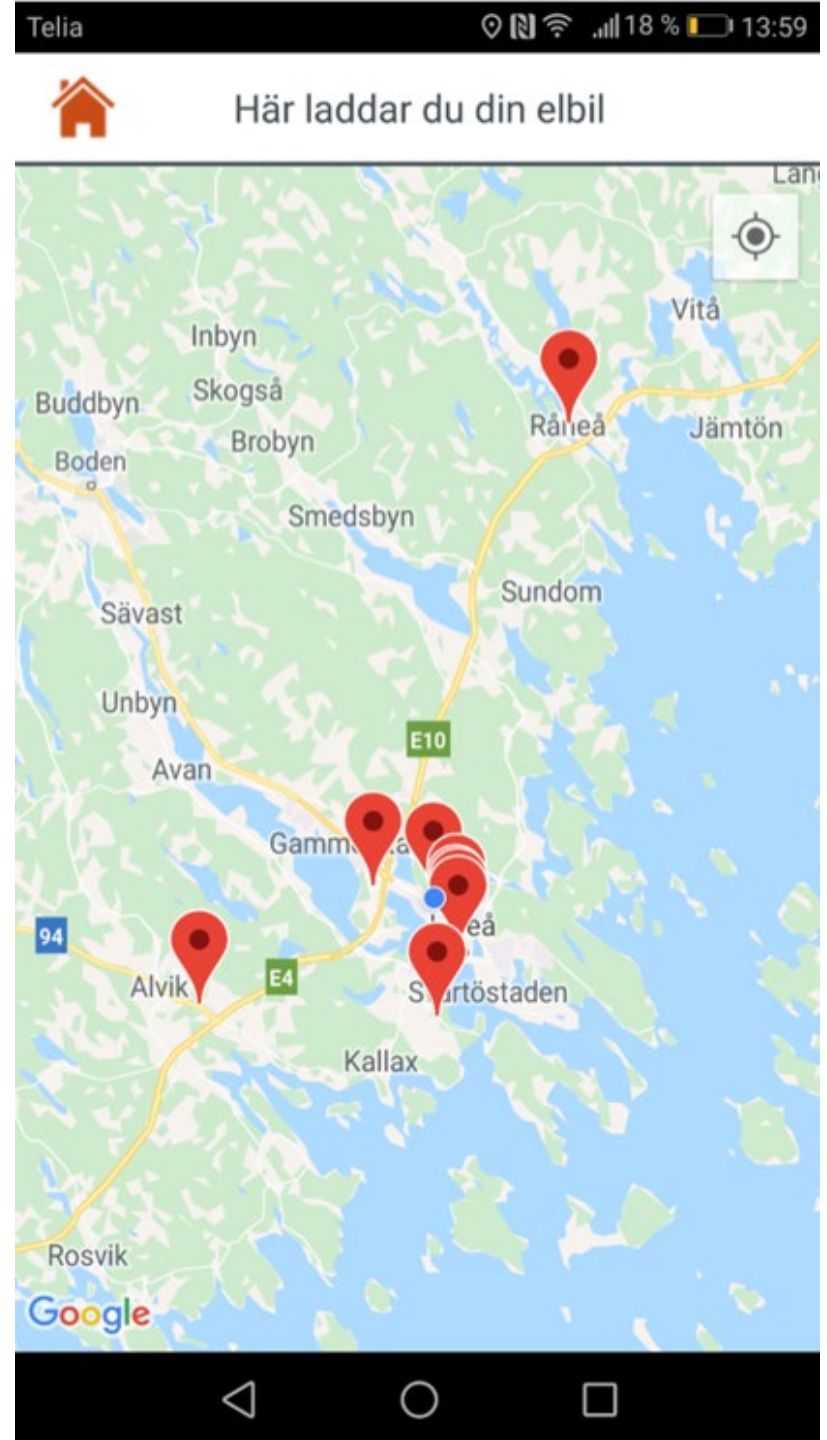 Telia 18 % 13:59
Här laddar du din elbil
Vitå
Inbyn
Skogså
Buddbyn
Råneå
Jämtön
Brobyn
Boden
Smedsbyn
Sundom
Sävast
Unbyn
E10
Avan
94
E4
Alvik
Kallax
Rosvik
Google